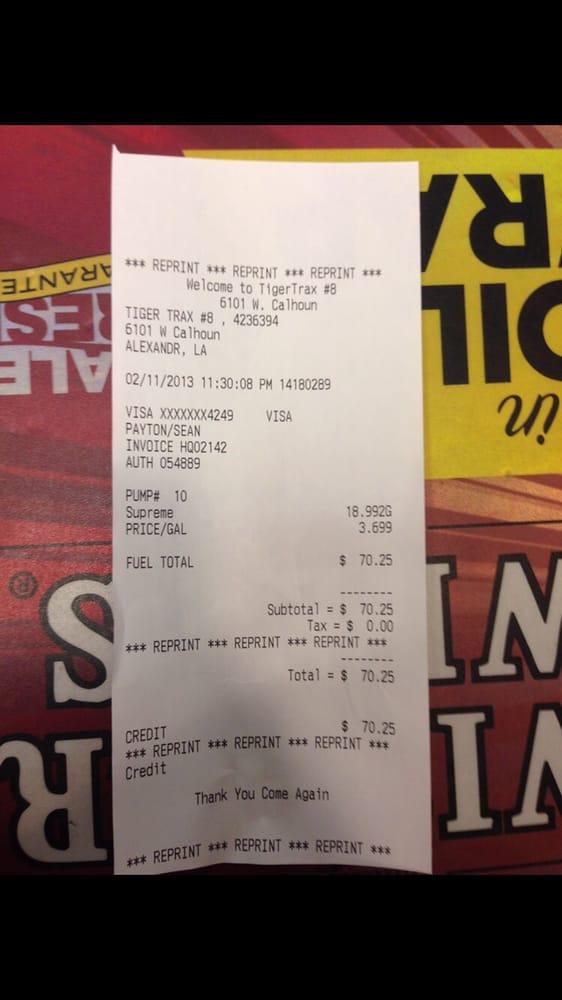 *** REPRINT *** REPRINT *** REPRINT ***
Welcome to TigerTrax #8
6101 W. Calhoun
TIGER TRAX #8 , 4236394
6101 W Calhoun
ALEXANDR, LA
02/11/2013 11:30:08 PM 14180289
VISA XXXXXXX4249 VISA
PAYTON/SEAN
INVOICE HQ02142
AUTH 054889
PUMP# 10
Supreme 18.992G
PRICE/GAL 3.699
FUEL TOTAL $ 70.25
--------
Subtotal = $ 70.25
Tax = $ 0.00
*** REPRINT *** REPRINT *** REPRINT ***
--------
Total = $ 70.25
CREDIT $ 70.25
*** REPRINT *** REPRINT *** REPRINT ***
Credit
Thank You Come Again
*** REPRINT *** REPRINT *** REPRINT ***
in